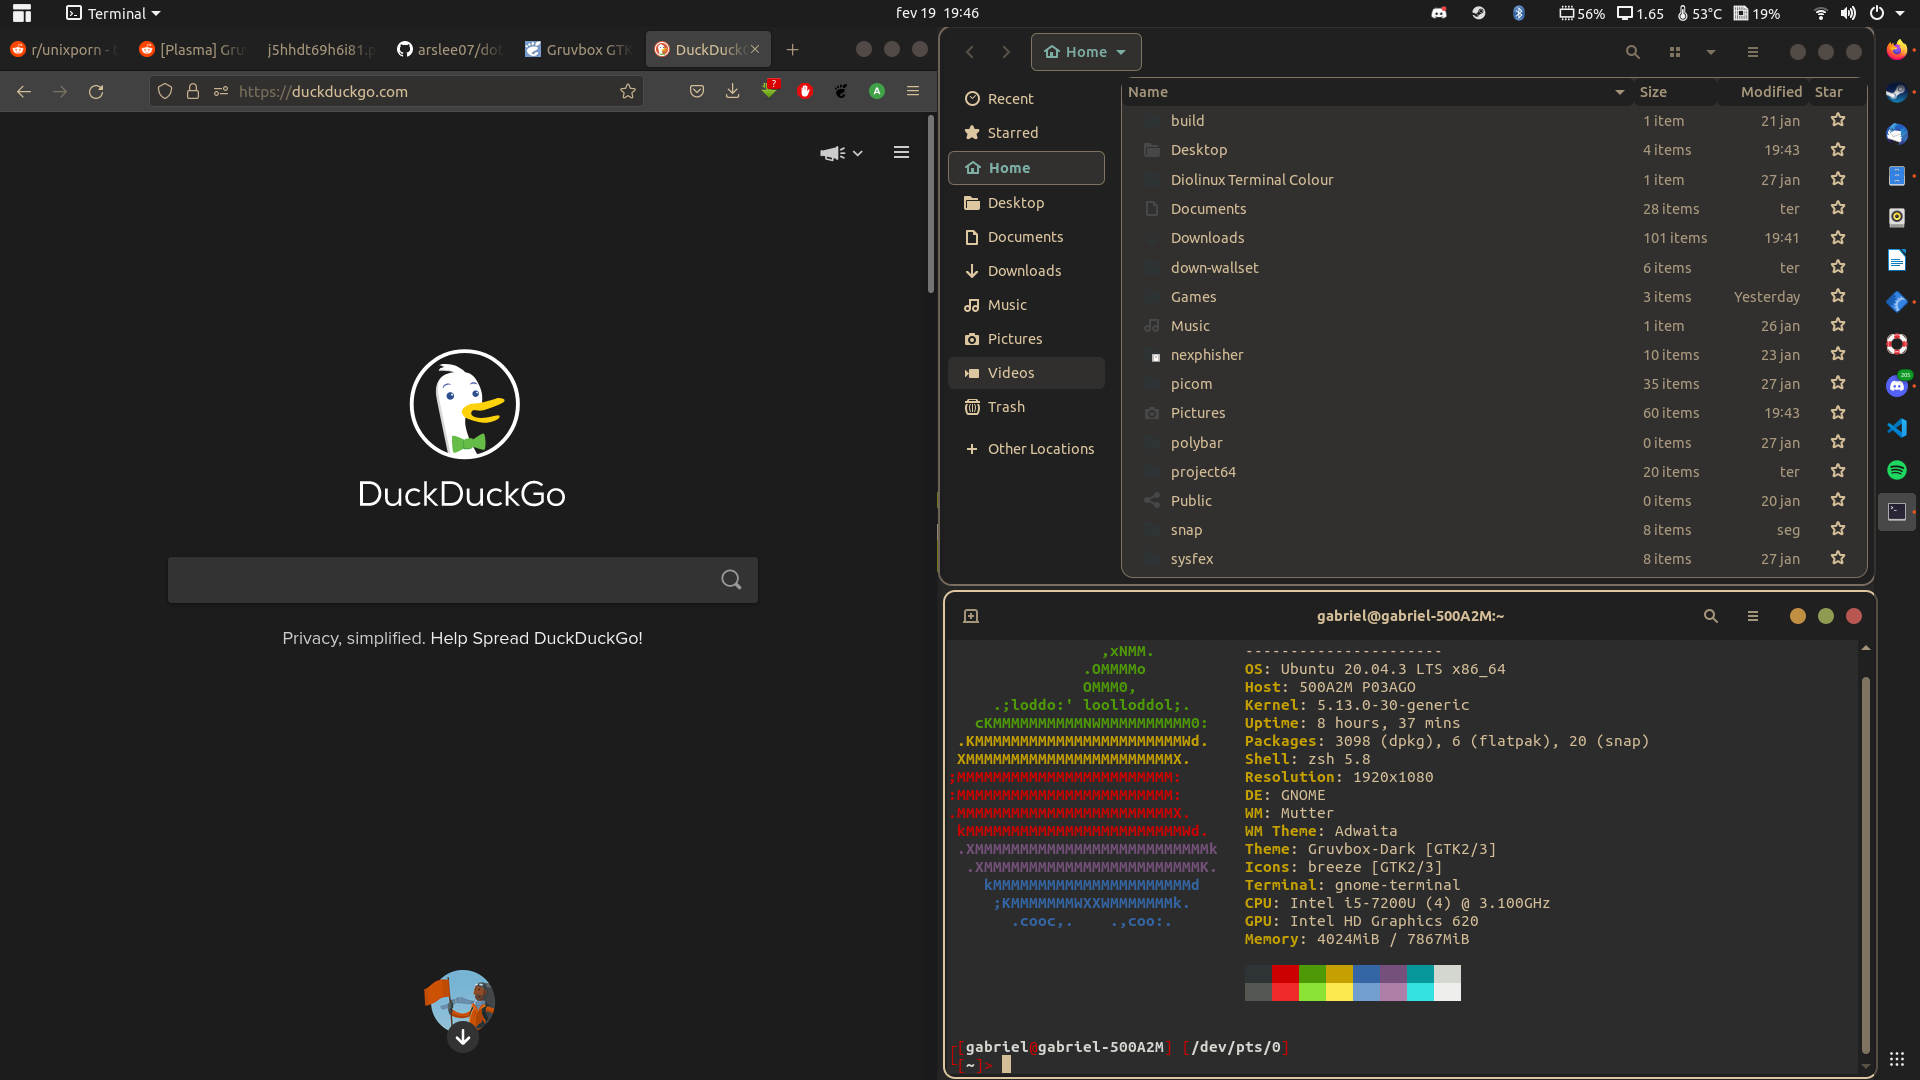 Terminal
fev 19 19:46
56% 1.65 53°C 19%
r/unixporn - b
[Plasma] Gru
j5hhdt69h6i81.p
arslee07/dot
Gruvbox GTK
DuckDuckG
https://duckduckgo.com
DuckDuckGo
Privacy, simplified. Help Spread DuckDuckGo!
Home
Recent
Starred
Home
Desktop
Documents
Downloads
Music
Pictures
Videos
Trash
Other Locations
Name Size Modified Star
build 1 item 21 jan
Desktop 4 items 19:43
Diolinux Terminal Colour 1 item 27 jan
Documents 28 items ter
Downloads 101 items 19:41
down-wallset 6 items ter
Games 3 items Yesterday
Music 1 item 26 jan
nexphisher 10 items 23 jan
picom 35 items 27 jan
Pictures 60 items 19:43
polybar 0 items 27 jan
project64 20 items ter
Public 0 items 20 jan
snap 8 items seg
sysfex 8 items 27 jan
205
gabriel@gabriel-500A2M:~
,xNMM. ----------------------
.OMMMMo OS: Ubuntu 20.04.3 LTS x86_64
OMMM0, Host: 500A2M P03AGO
.;loddo:' loolloddol;. Kernel: 5.13.0-30-generic
cKMMMMMMMMMMNWMMMMMMMMMM0: Uptime: 8 hours, 37 mins
.KMMMMMMMMMMMMMMMMMMMMMMMWd. Packages: 3098 (dpkg), 6 (flatpak), 20 (snap)
XMMMMMMMMMMMMMMMMMMMMMMMX. Shell: zsh 5.8
;MMMMMMMMMMMMMMMMMMMMMMMM: Resolution: 1920x1080
:MMMMMMMMMMMMMMMMMMMMMMMM: DE: GNOME
.MMMMMMMMMMMMMMMMMMMMMMMMX. WM: Mutter
kMMMMMMMMMMMMMMMMMMMMMMMMWd. WM Theme: Adwaita
.XMMMMMMMMMMMMMMMMMMMMMMMMMMk Theme: Gruvbox-Dark [GTK2/3]
.XMMMMMMMMMMMMMMMMMMMMMMMMK. Icons: breeze [GTK2/3]
kMMMMMMMMMMMMMMMMMMMMMMd Terminal: gnome-terminal
;KMMMMMMMWXXWMMMMMMMk. CPU: Intel i5-7200U (4) @ 3.100GHz
.cooc,. .,coo:. GPU: Intel HD Graphics 620
Memory: 4024MiB / 7867MiB
┌[gabriel@gabriel-500A2M] [/dev/pts/0]
└[~]>